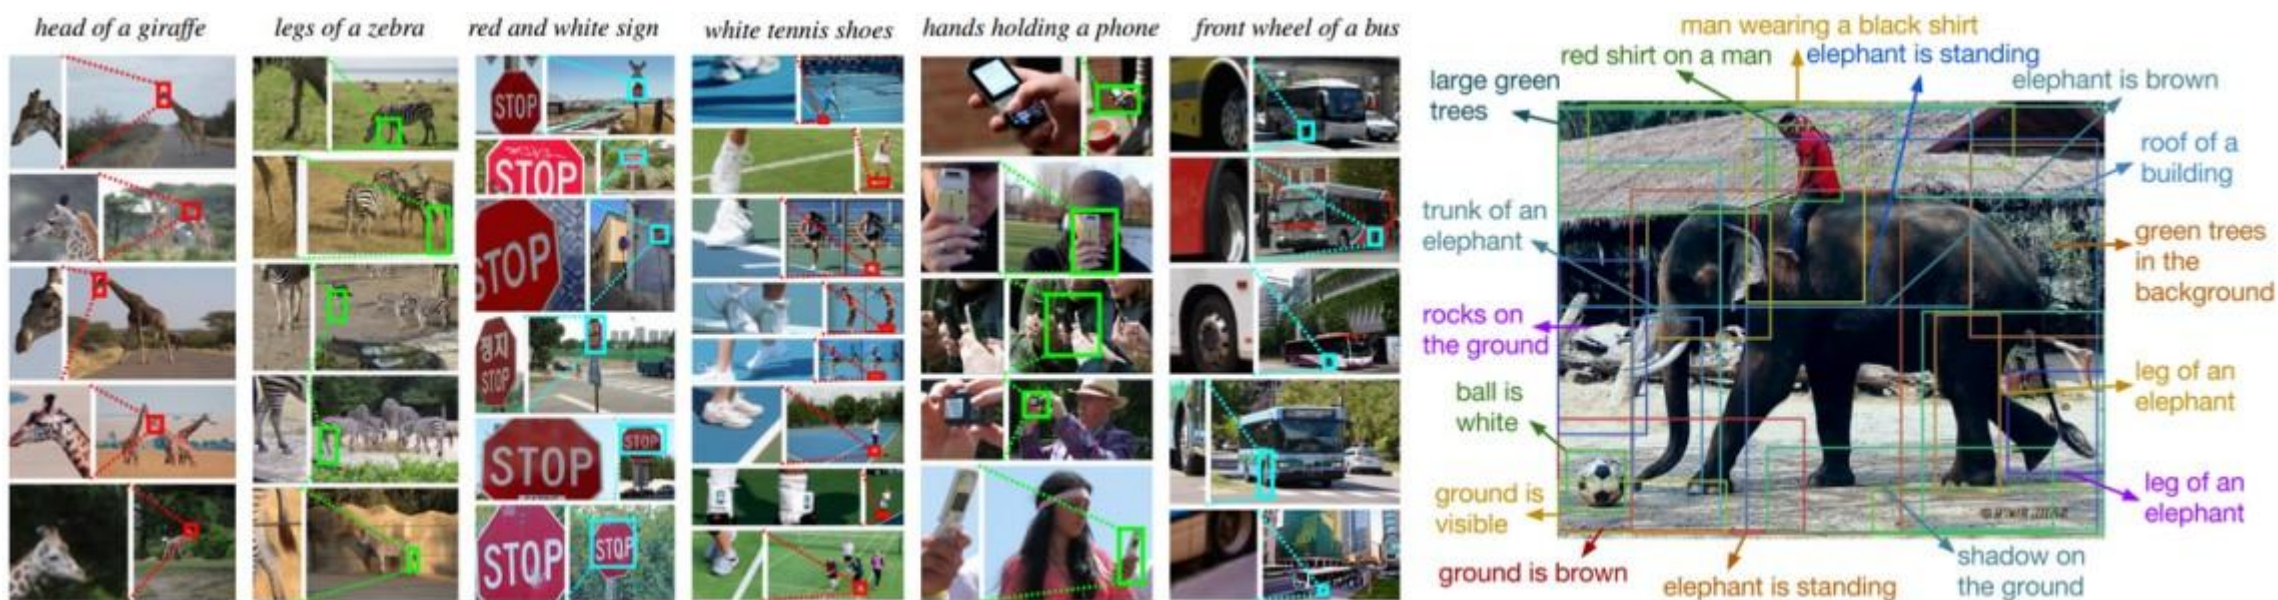 head of a giraffe
legs of a zebra
red and white sign
white tennis shoes
hands holding a phone
front wheel of a bus
STOP
STOP
STOP
정지
STOP
STOP
STOP
STOP
STOP
man wearing a black shirt
red shirt on a man
elephant is standing
large green
trees
elephant is brown
roof of a
building
trunk of an
elephant
green trees
in the
background
rocks on
the ground
ball is
white
leg of an
elephant
ground is
visible
leg of an
elephant
ground is brown
elephant is standing
shadow on
the ground